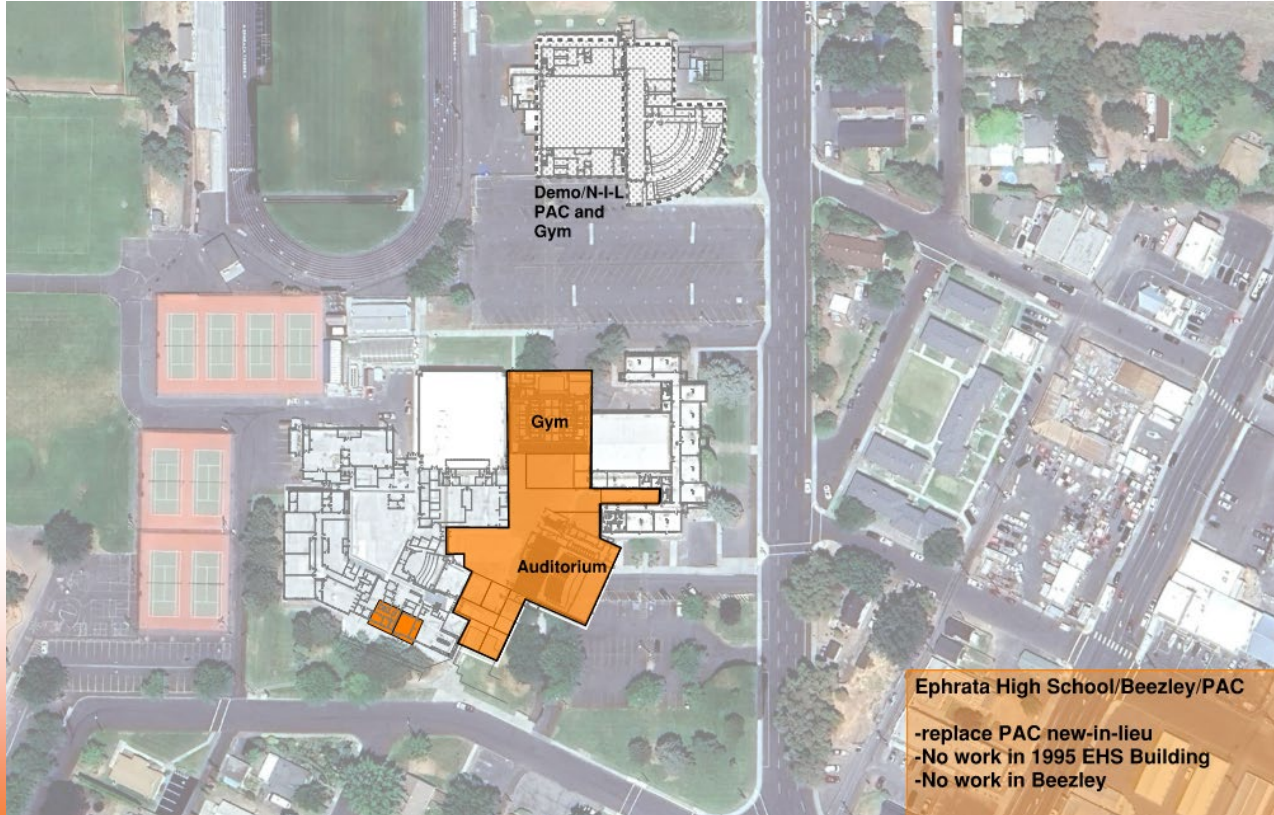 Demo/N-I-L
PAC and
Gym
Gym
Auditorium
Ephrata High School/Beezley/PAC
-replace PAC new-in-lieu
-No work in 1995 EHS Building
-No work in Beezley